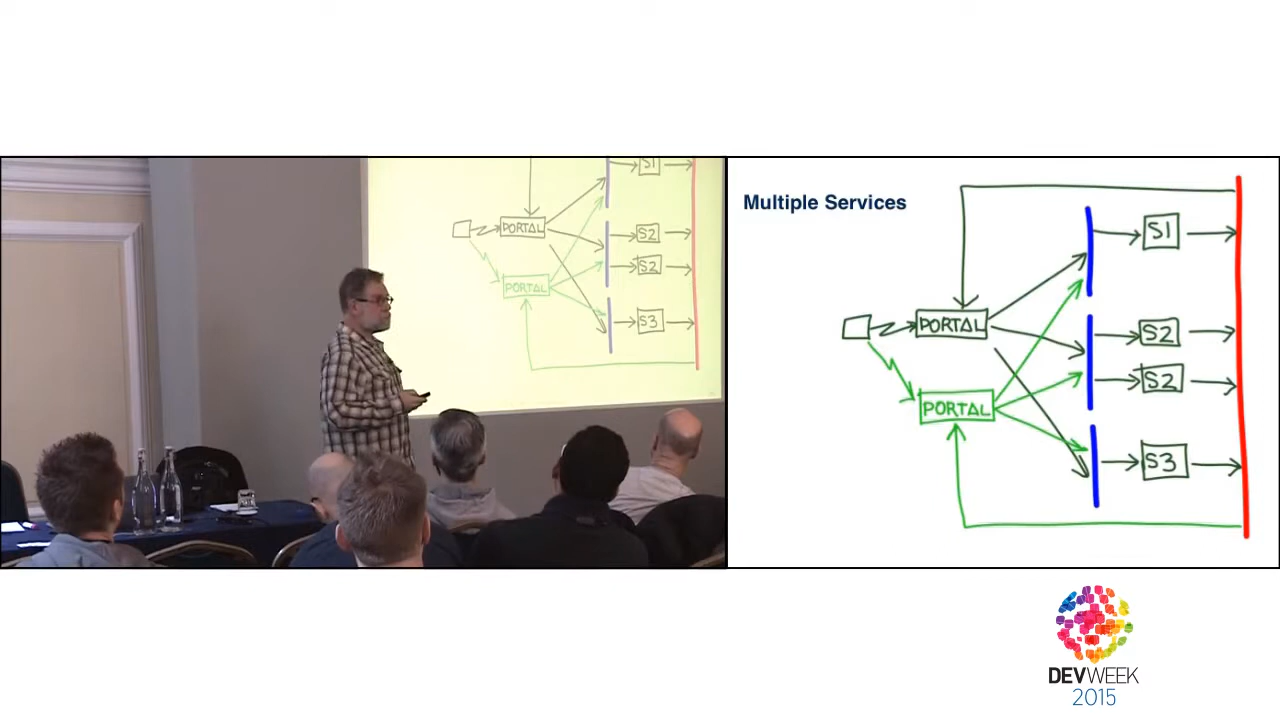 S1
PORTAL
S2
S2
PORTAL
S3
Multiple Services
S1
PORTAL
S2
S2
PORTAL
S3
DEVWEEK
2015